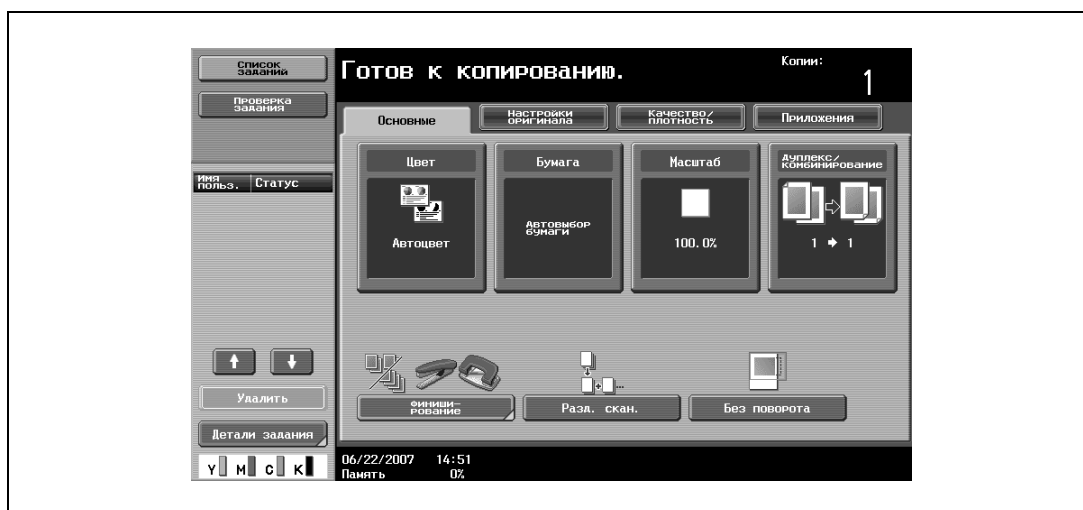 Список
заданий
Проверка
задания
Имя
польз.
Статус
Удалить
Детали задания
Y M C K
Готов к копированию.
Копии:
1
Основные
Настройки
оригинала
Качество/
плотность
Приложения
Цвет
Автоцвет
Бумага
Автовыбор
бумаги
Масштаб
100.0%
Дуплекс/
комбинирование
1 → 1
Финиши-
рование
Разд. скан.
Без поворота
06/22/2007 14:51
Память 0%